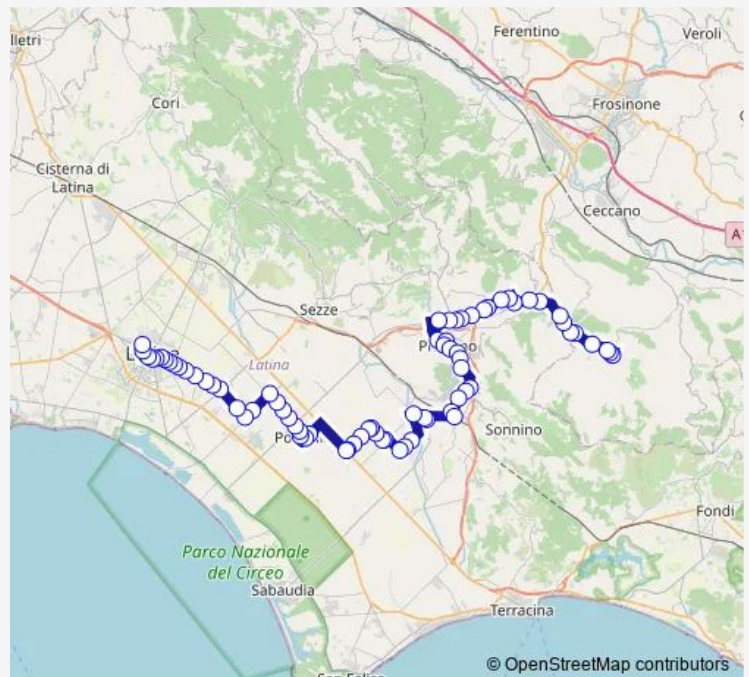 lletri
Ferentino
Veroli
Cori
Frosinone
Cisterna di
Latina
Ceccano
Sezze
Latina
Sonnino
Fondi
Parco Nazionale
del Circeo
Sabaudia
Terracina
© OpenStreetMap contributors